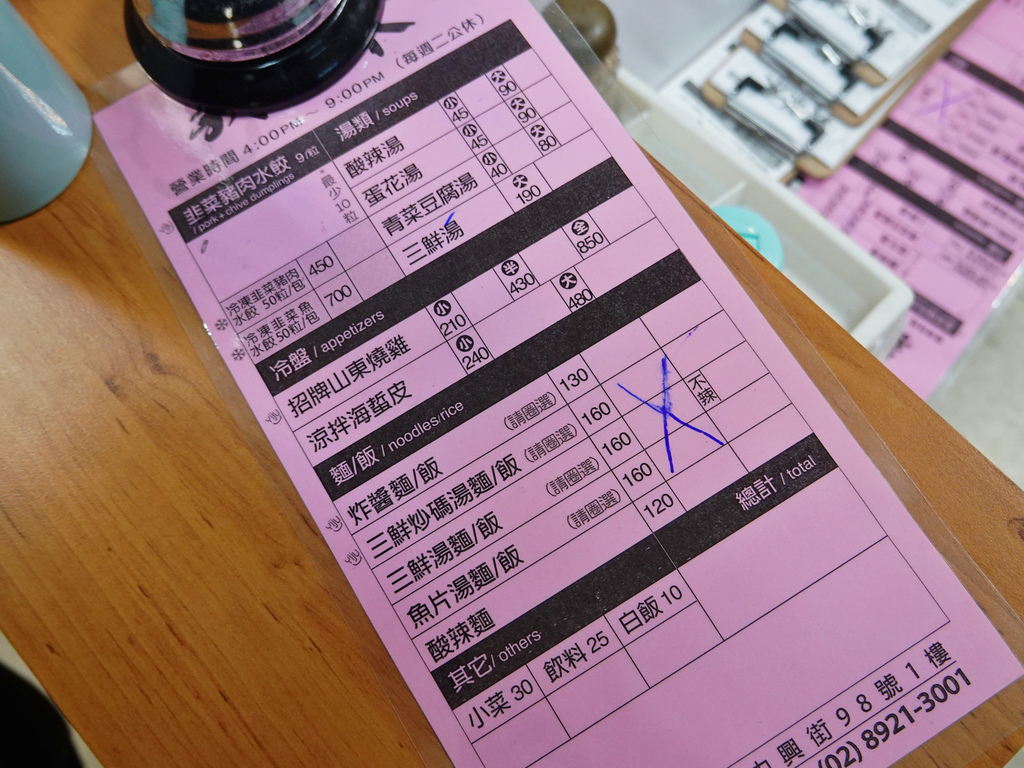 營業時間 4:00PM～9:00PM (每週二公休)
韭菜豬肉水餃 9/粒
/ pork+chive dumplings
最少10粒
冷凍韭菜豬肉水餃 50粒/包 450
冷凍韭菜魚水餃 50粒/包 700
湯類 / soups
酸辣湯 小 45 大 90
蛋花湯 小 45 大 90
青菜豆腐湯 小 40 大 80
三鮮湯 大 190
冷盤 / appetizers
招牌山東燒雞 小 210 半 430 全 850
涼拌海蜇皮 小 240 大 480
麵/飯 / noodles/rice
炸醬麵/飯 (請圈選) 130
三鮮炒碼湯麵/飯 (請圈選) 160
三鮮湯麵/飯 (請圈選) 160
魚片湯麵/飯 (請圈選) 160
酸辣麵 120
不辣
其它 / others
總計 / total
小菜 30 飲料 25 白飯 10
興街98號1樓
(02) 8921-3001